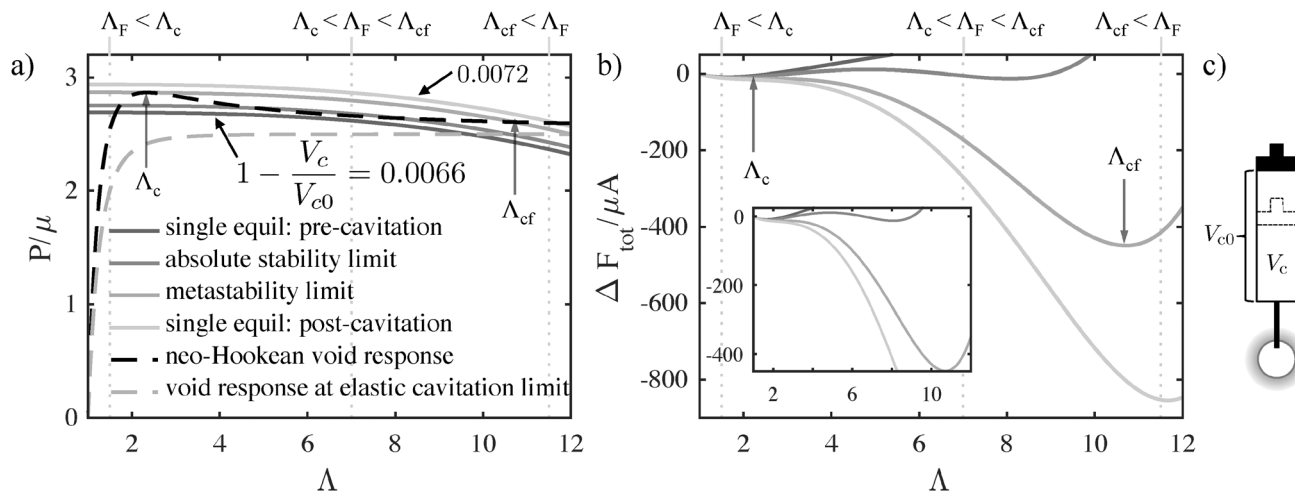 Λ_F < Λ_c Λ_c < Λ_F < Λ_cf Λ_cf < Λ_F
a)
3
2
1
0
P/μ
0.0072
Λ_c
1 − V_c/V_c0 = 0.0066
Λ_cf
single equil: pre-cavitation
absolute stability limit
metastability limit
single equil: post-cavitation
neo-Hookean void response
void response at elastic cavitation limit
2 4 6 8 10 12
Λ
Λ_F < Λ_c Λ_c < Λ_F < Λ_cf Λ_cf < Λ_F
b)
0
-200
-400
-600
-800
Δ F_tot/μA
Λ_c
Λ_cf
0
-200
-400
2 6 10
2 4 6 8 10 12
Λ
c)
V_c0
V_c